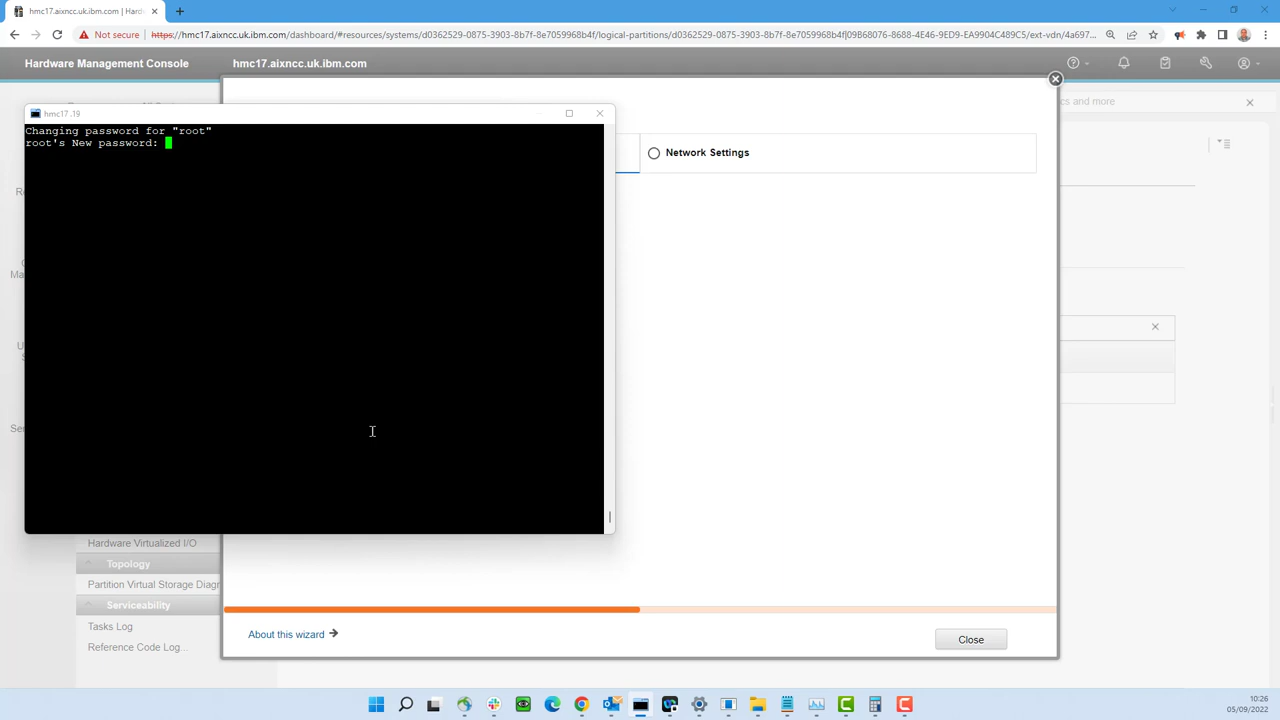 hmc17.aixncc.uk.ibm.com | Hard
Not secure
https://hmc17.aixncc.uk.ibm.com/dashboard/#resources/systems/d0362529-0875-3903-8b7f-8e7059968b4f/logical-partitions/d0362529-0875-3903-8b7f-8e7059968b4f|09B68076-8688-4E46-9ED9-EA9904C489C5/ext-vdn/4a697...
Hardware Management Console
hmc17.aixncc.uk.ibm.com
cs and more
hmc17 .19
Changing password for "root"
root's New password:
Network Settings
Hardware Virtualized I/O
Topology
Partition Virtual Storage Diagr
Serviceability
Tasks Log
Reference Code Log...
About this wizard
Close
10:26
05/09/2022